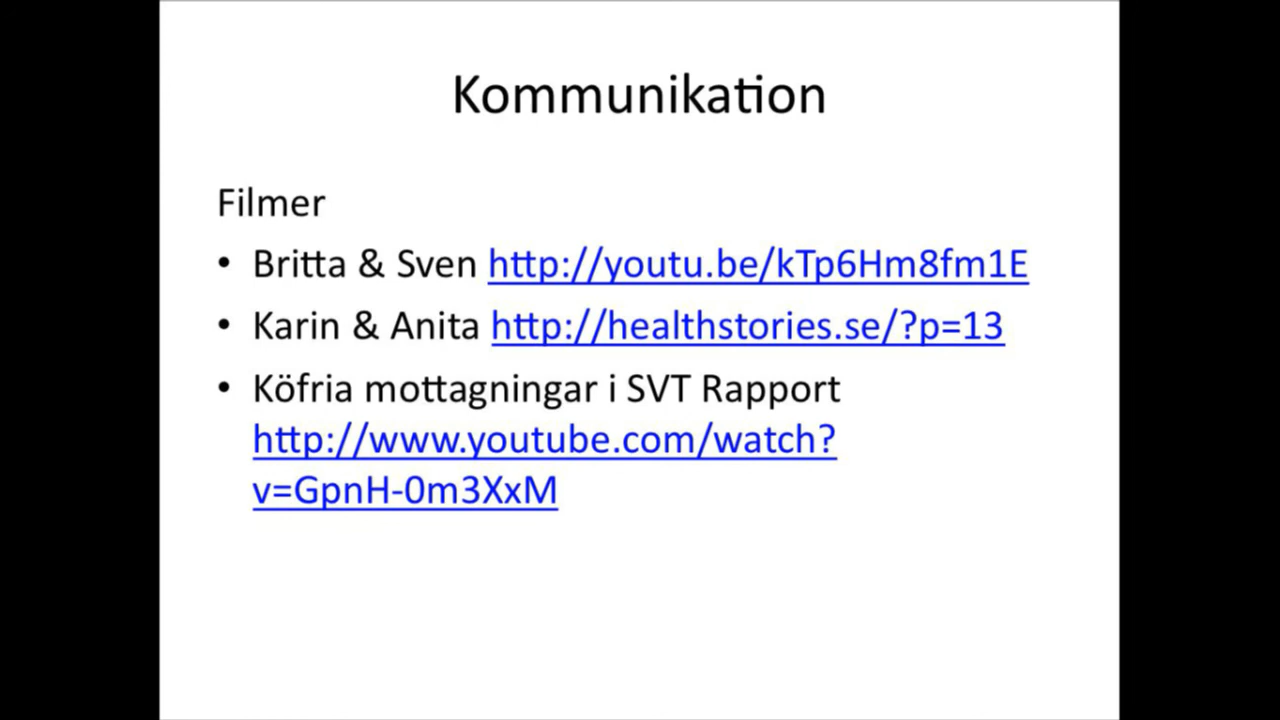 Kommunikation
Filmer
• Britta & Sven http://youtu.be/kTp6Hm8fm1E
• Karin & Anita http://healthstories.se/?p=13
• Köfria mottagningar i SVT Rapport
http://www.youtube.com/watch?
v=GpnH-0m3XxM